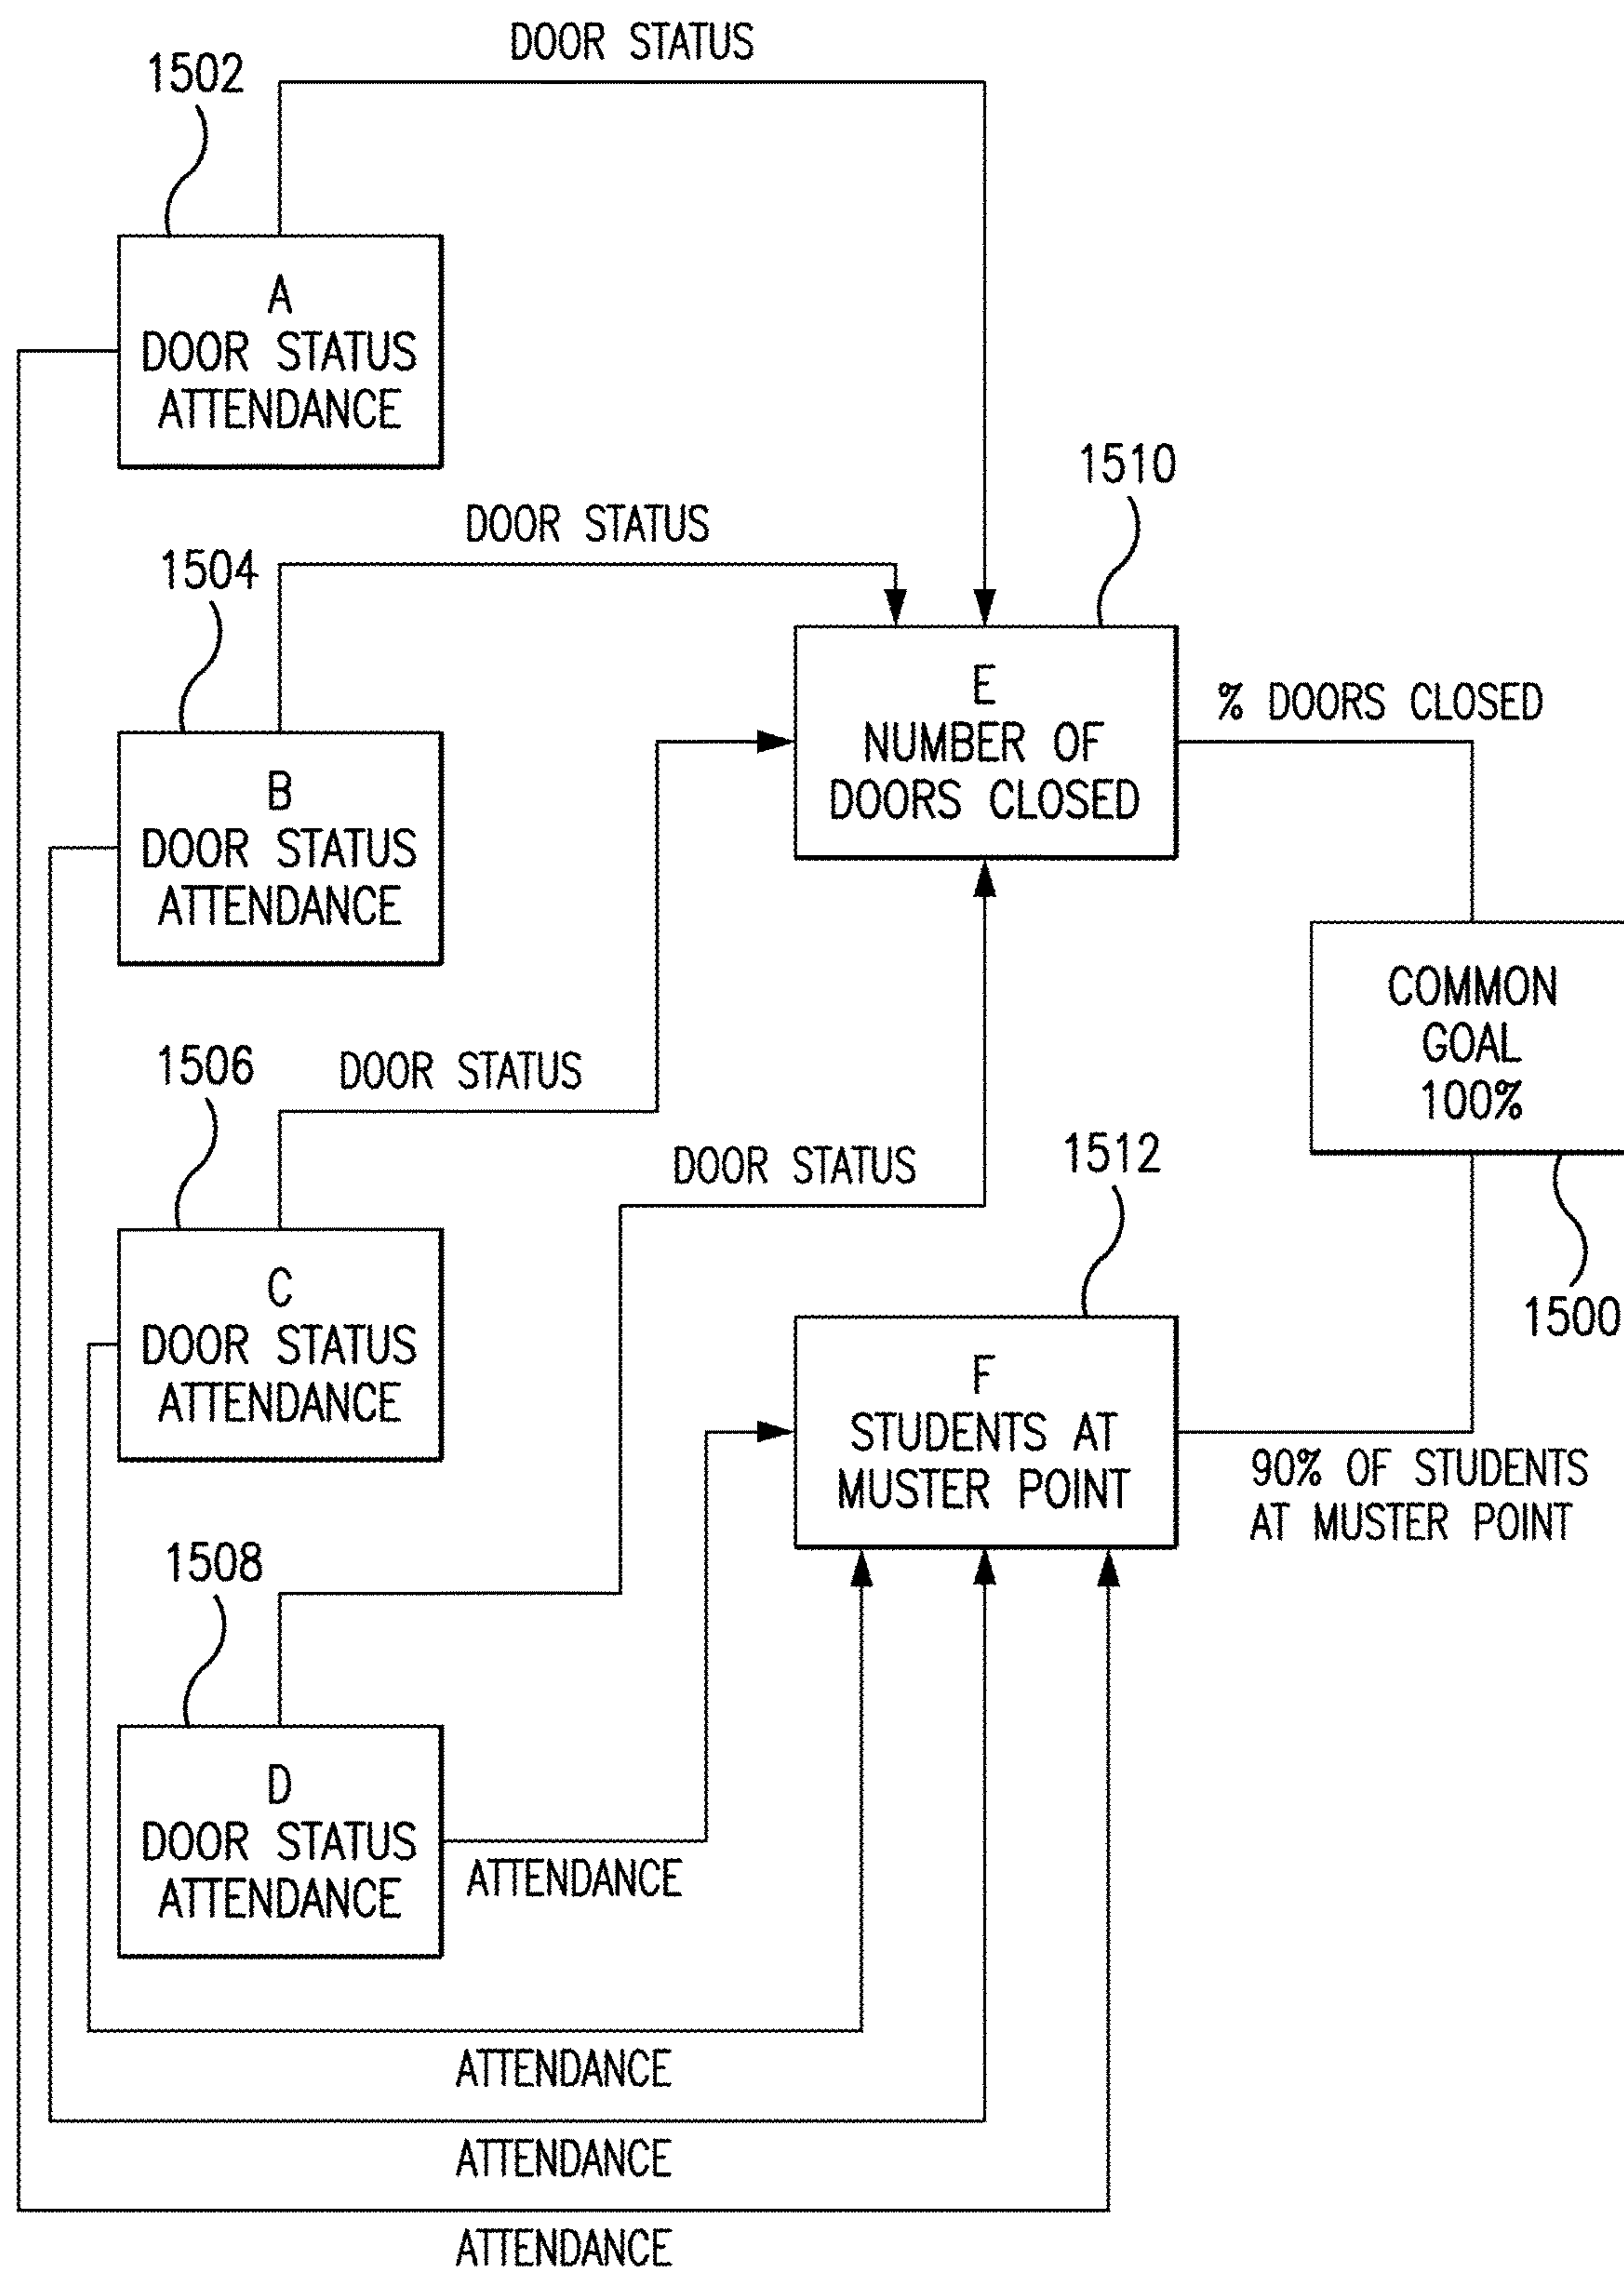 DOOR STATUS
1502
A
DOOR STATUS
ATTENDANCE
1510
DOOR STATUS
1504
E
NUMBER OF
DOORS CLOSED
% DOORS CLOSED
B
DOOR STATUS
ATTENDANCE
COMMON
GOAL
100%
1506
DOOR STATUS
DOOR STATUS
1512
C
DOOR STATUS
ATTENDANCE
1500
F
STUDENTS AT
MUSTER POINT
90% OF STUDENTS
AT MUSTER POINT
1508
D
DOOR STATUS
ATTENDANCE
ATTENDANCE
ATTENDANCE
ATTENDANCE
ATTENDANCE